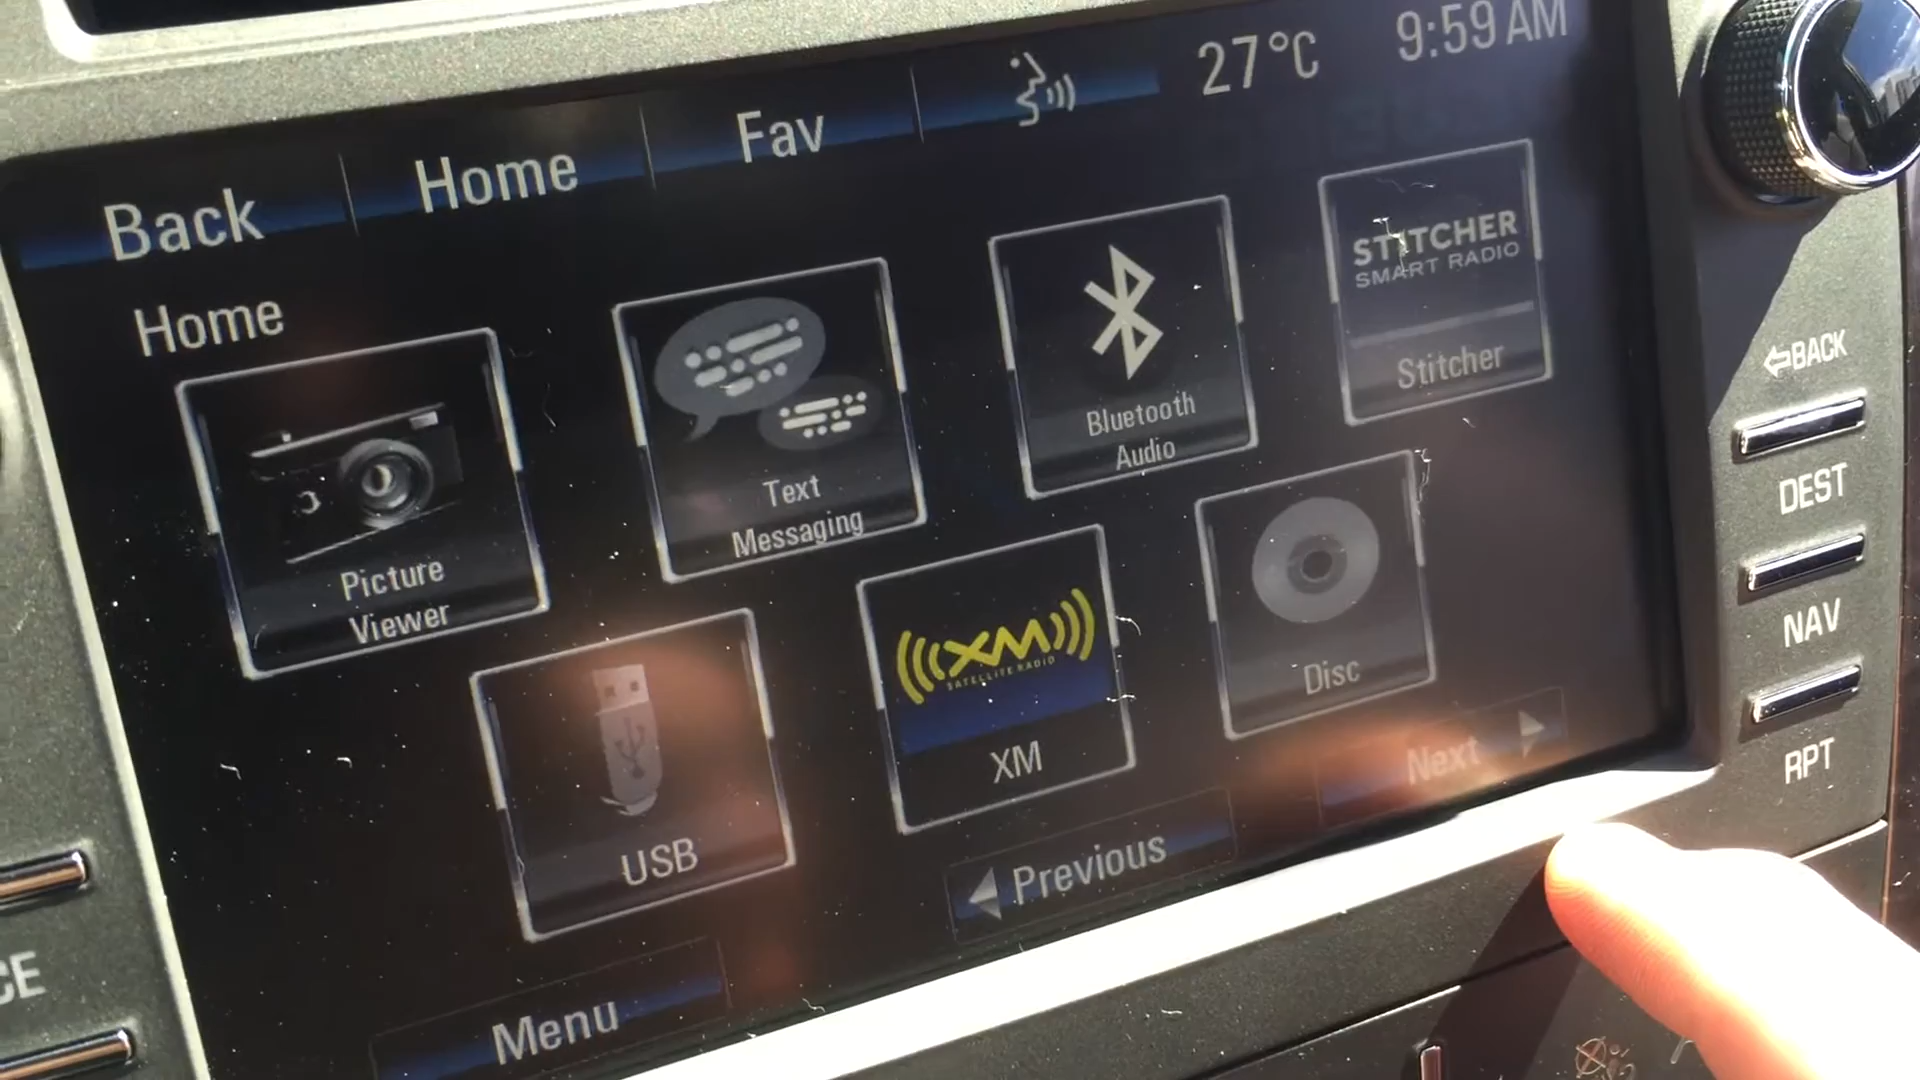 Back
Home
Fav
27°C
9:59 AM
Home
Picture
Viewer
Text
Messaging
Bluetooth
Audio
STITCHER
SMART RADIO
Stitcher
USB
XM
SATELLITE RADIO
XM
Disc
Menu
Previous
Next
BACK
DEST
NAV
RPT
CE